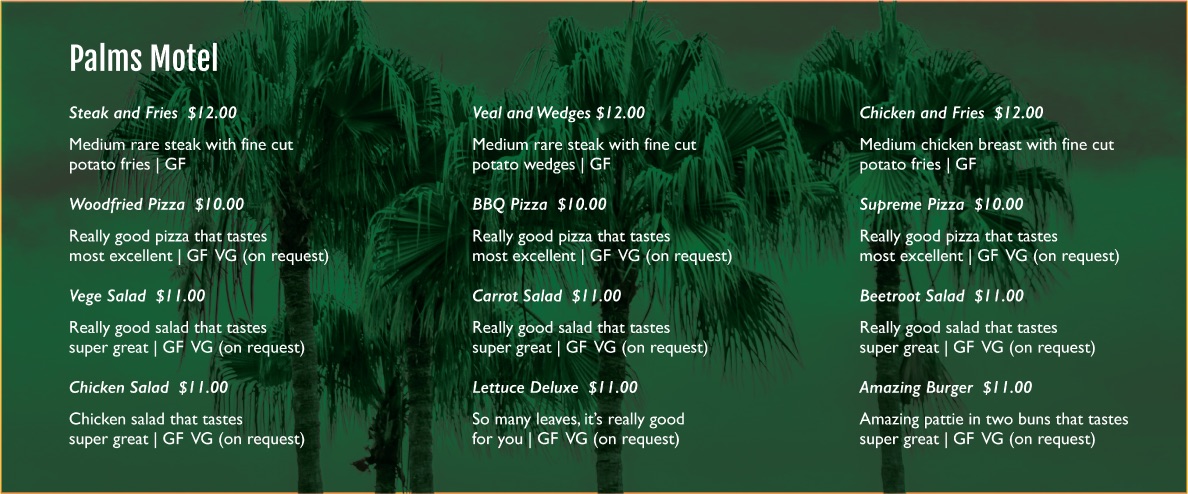 Palms Motel
Steak and Fries $12.00
Medium rare steak with fine cut
potato fries | GF
Woodfried Pizza $10.00
Really good pizza that tastes
most excellent | GF VG (on request)
Vege Salad $11.00
Really good salad that tastes
super great | GF VG (on request)
Chicken Salad $11.00
Chicken salad that tastes
super great | GF VG (on request)
Veal and Wedges $12.00
Medium rare steak with fine cut
potato wedges | GF
BBQ Pizza $10.00
Really good pizza that tastes
most excellent | GF VG (on request)
Carrot Salad $11.00
Really good salad that tastes
super great | GF VG (on request)
Lettuce Deluxe $11.00
So many leaves, it's really good
for you | GF VG (on request)
Chicken and Fries $12.00
Medium chicken breast with fine cut
potato fries | GF
Supreme Pizza $10.00
Really good pizza that tastes
most excellent | GF VG (on request)
Beetroot Salad $11.00
Really good salad that tastes
super great | GF VG (on request)
Amazing Burger $11.00
Amazing pattie in two buns that tastes
super great | GF VG (on request)